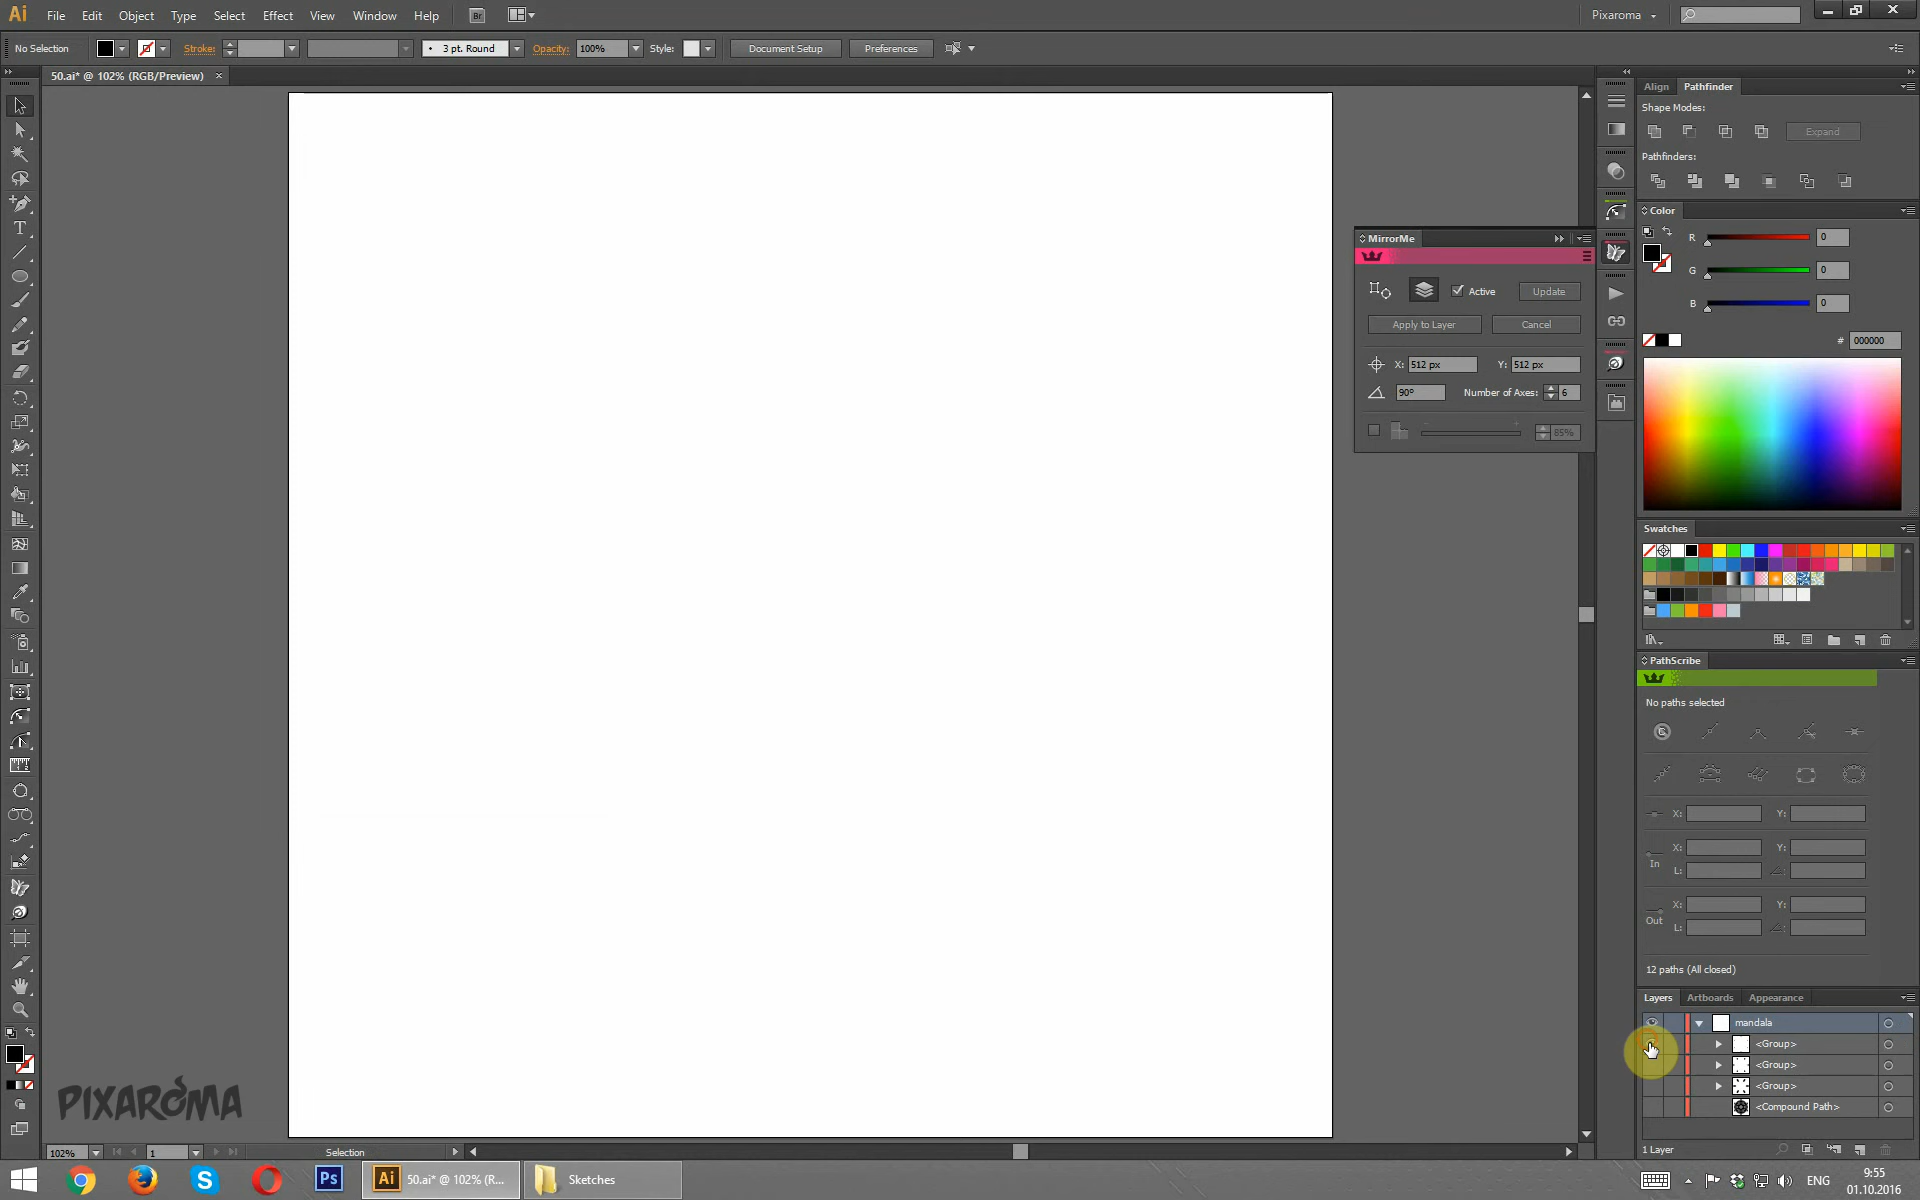 Ai File Edit Object Type Select Effect View Window Help Br Pixaroma
No Selection Stroke: 3 pt. Round Opacity: 100% Style: Document Setup Preferences
50.ai* @ 102% (RGB/Preview)
Align Pathfinder
Shape Modes:
Expand
Pathfinders:
Color
R 0
G 0
B 0
# 000000
MirrorMe
Active Update
Apply to Layer Cancel
X: 512 px Y: 512 px
90° Number of Axes: 6
85%
Swatches
PathScribe
No paths selected
X: Y:
In X: Y:
L:
Out X: Y:
L:
12 paths (All closed)
Layers Artboards Appearance
mandala
<Group>
<Group>
<Group>
<Compound Path>
1 Layer
PIXAROMA
102% 1 Selection
Ps Ai 50.ai* @ 102% (R... Sketches
ENG 9:55
01.10.2016